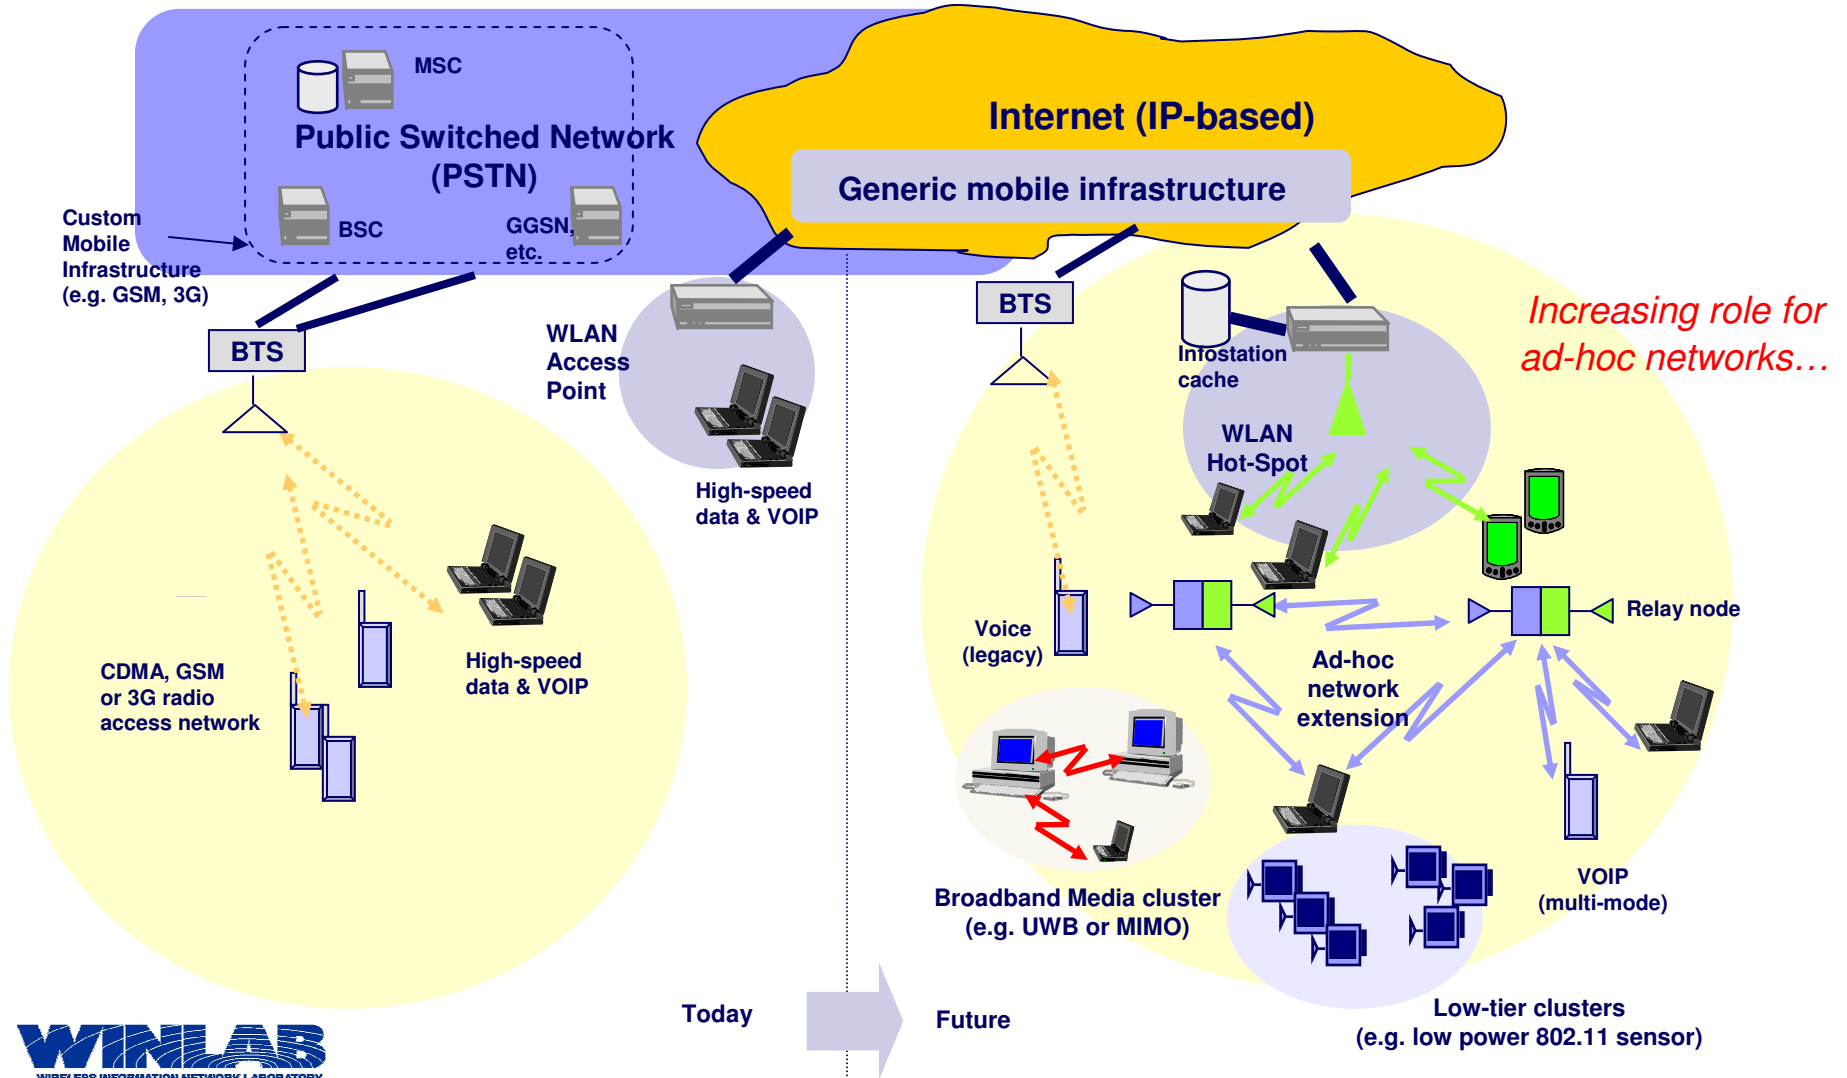 MSC
Public Switched Network
(PSTN)
BSC
GGSN,
etc.
Custom
Mobile
Infrastructure
(e.g. GSM, 3G)
Internet (IP-based)
Generic mobile infrastructure
BTS
WLAN
Access
Point
High-speed
data & VOIP
CDMA, GSM
or 3G radio
access network
High-speed
data & VOIP
BTS
Infostation
cache
WLAN
Hot-Spot
Increasing role for
ad-hoc networks…
Voice
(legacy)
Relay node
Ad-hoc
network
extension
Broadband Media cluster
(e.g. UWB or MIMO)
VOIP
(multi-mode)
Low-tier clusters
(e.g. low power 802.11 sensor)
Today
Future
WINLAB
WIRELESS INFORMATION NETWORK LABORATORY